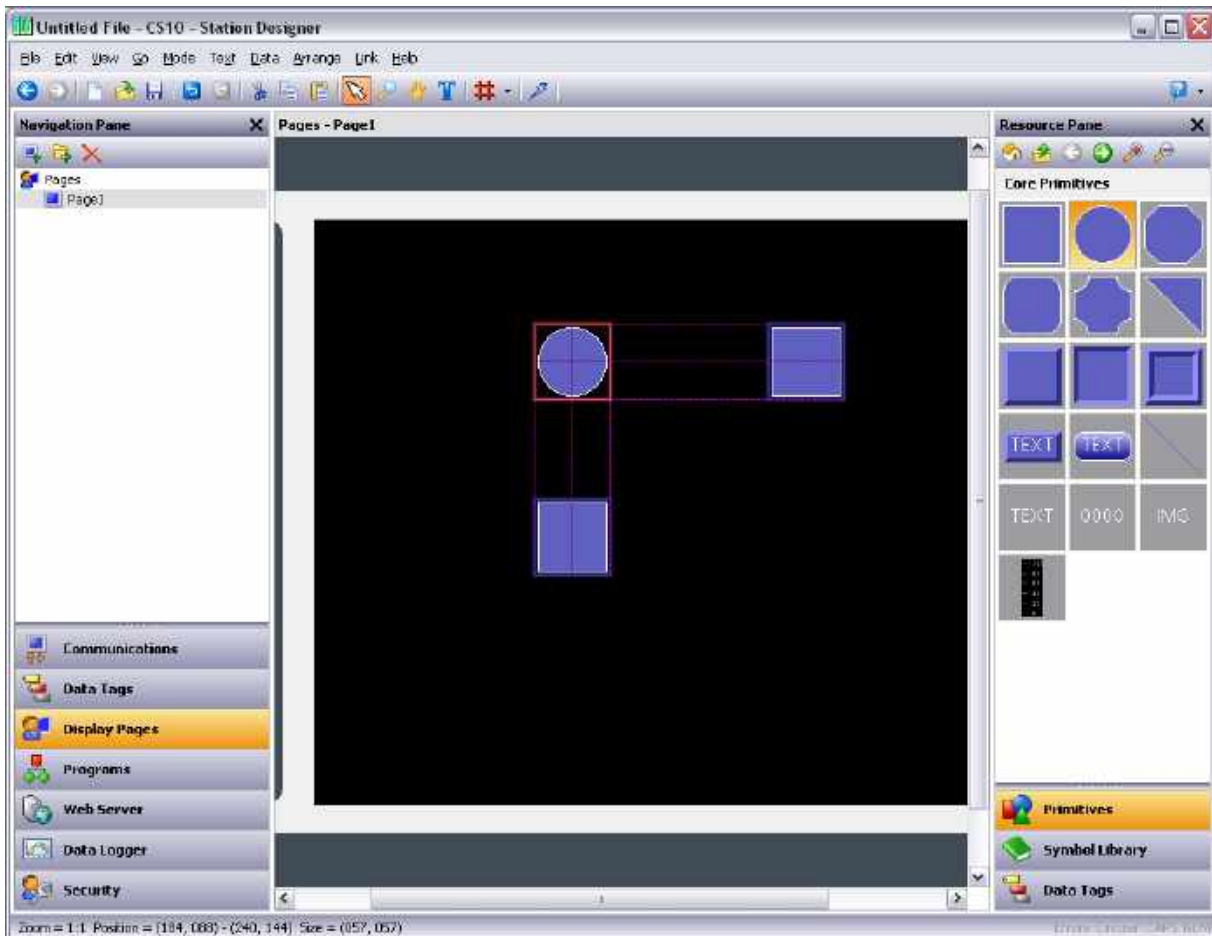 Untitled File - CS10 - Station Designer
File Edit View Go Mode Text Data Arrange Link Help
Navigation Pane
Pages - Page1
Resource Pane
Pages
Page1
Core Primitives
TEXT TEXT
TEXT 0000 IMG
Communications
Data Tags
Display Pages
Programs
Web Server
Data Logger
Security
Primitives
Symbol Library
Data Tags
Zoom = 1:1 Position = (184, 088) - (240, 144) Size = (057, 057)